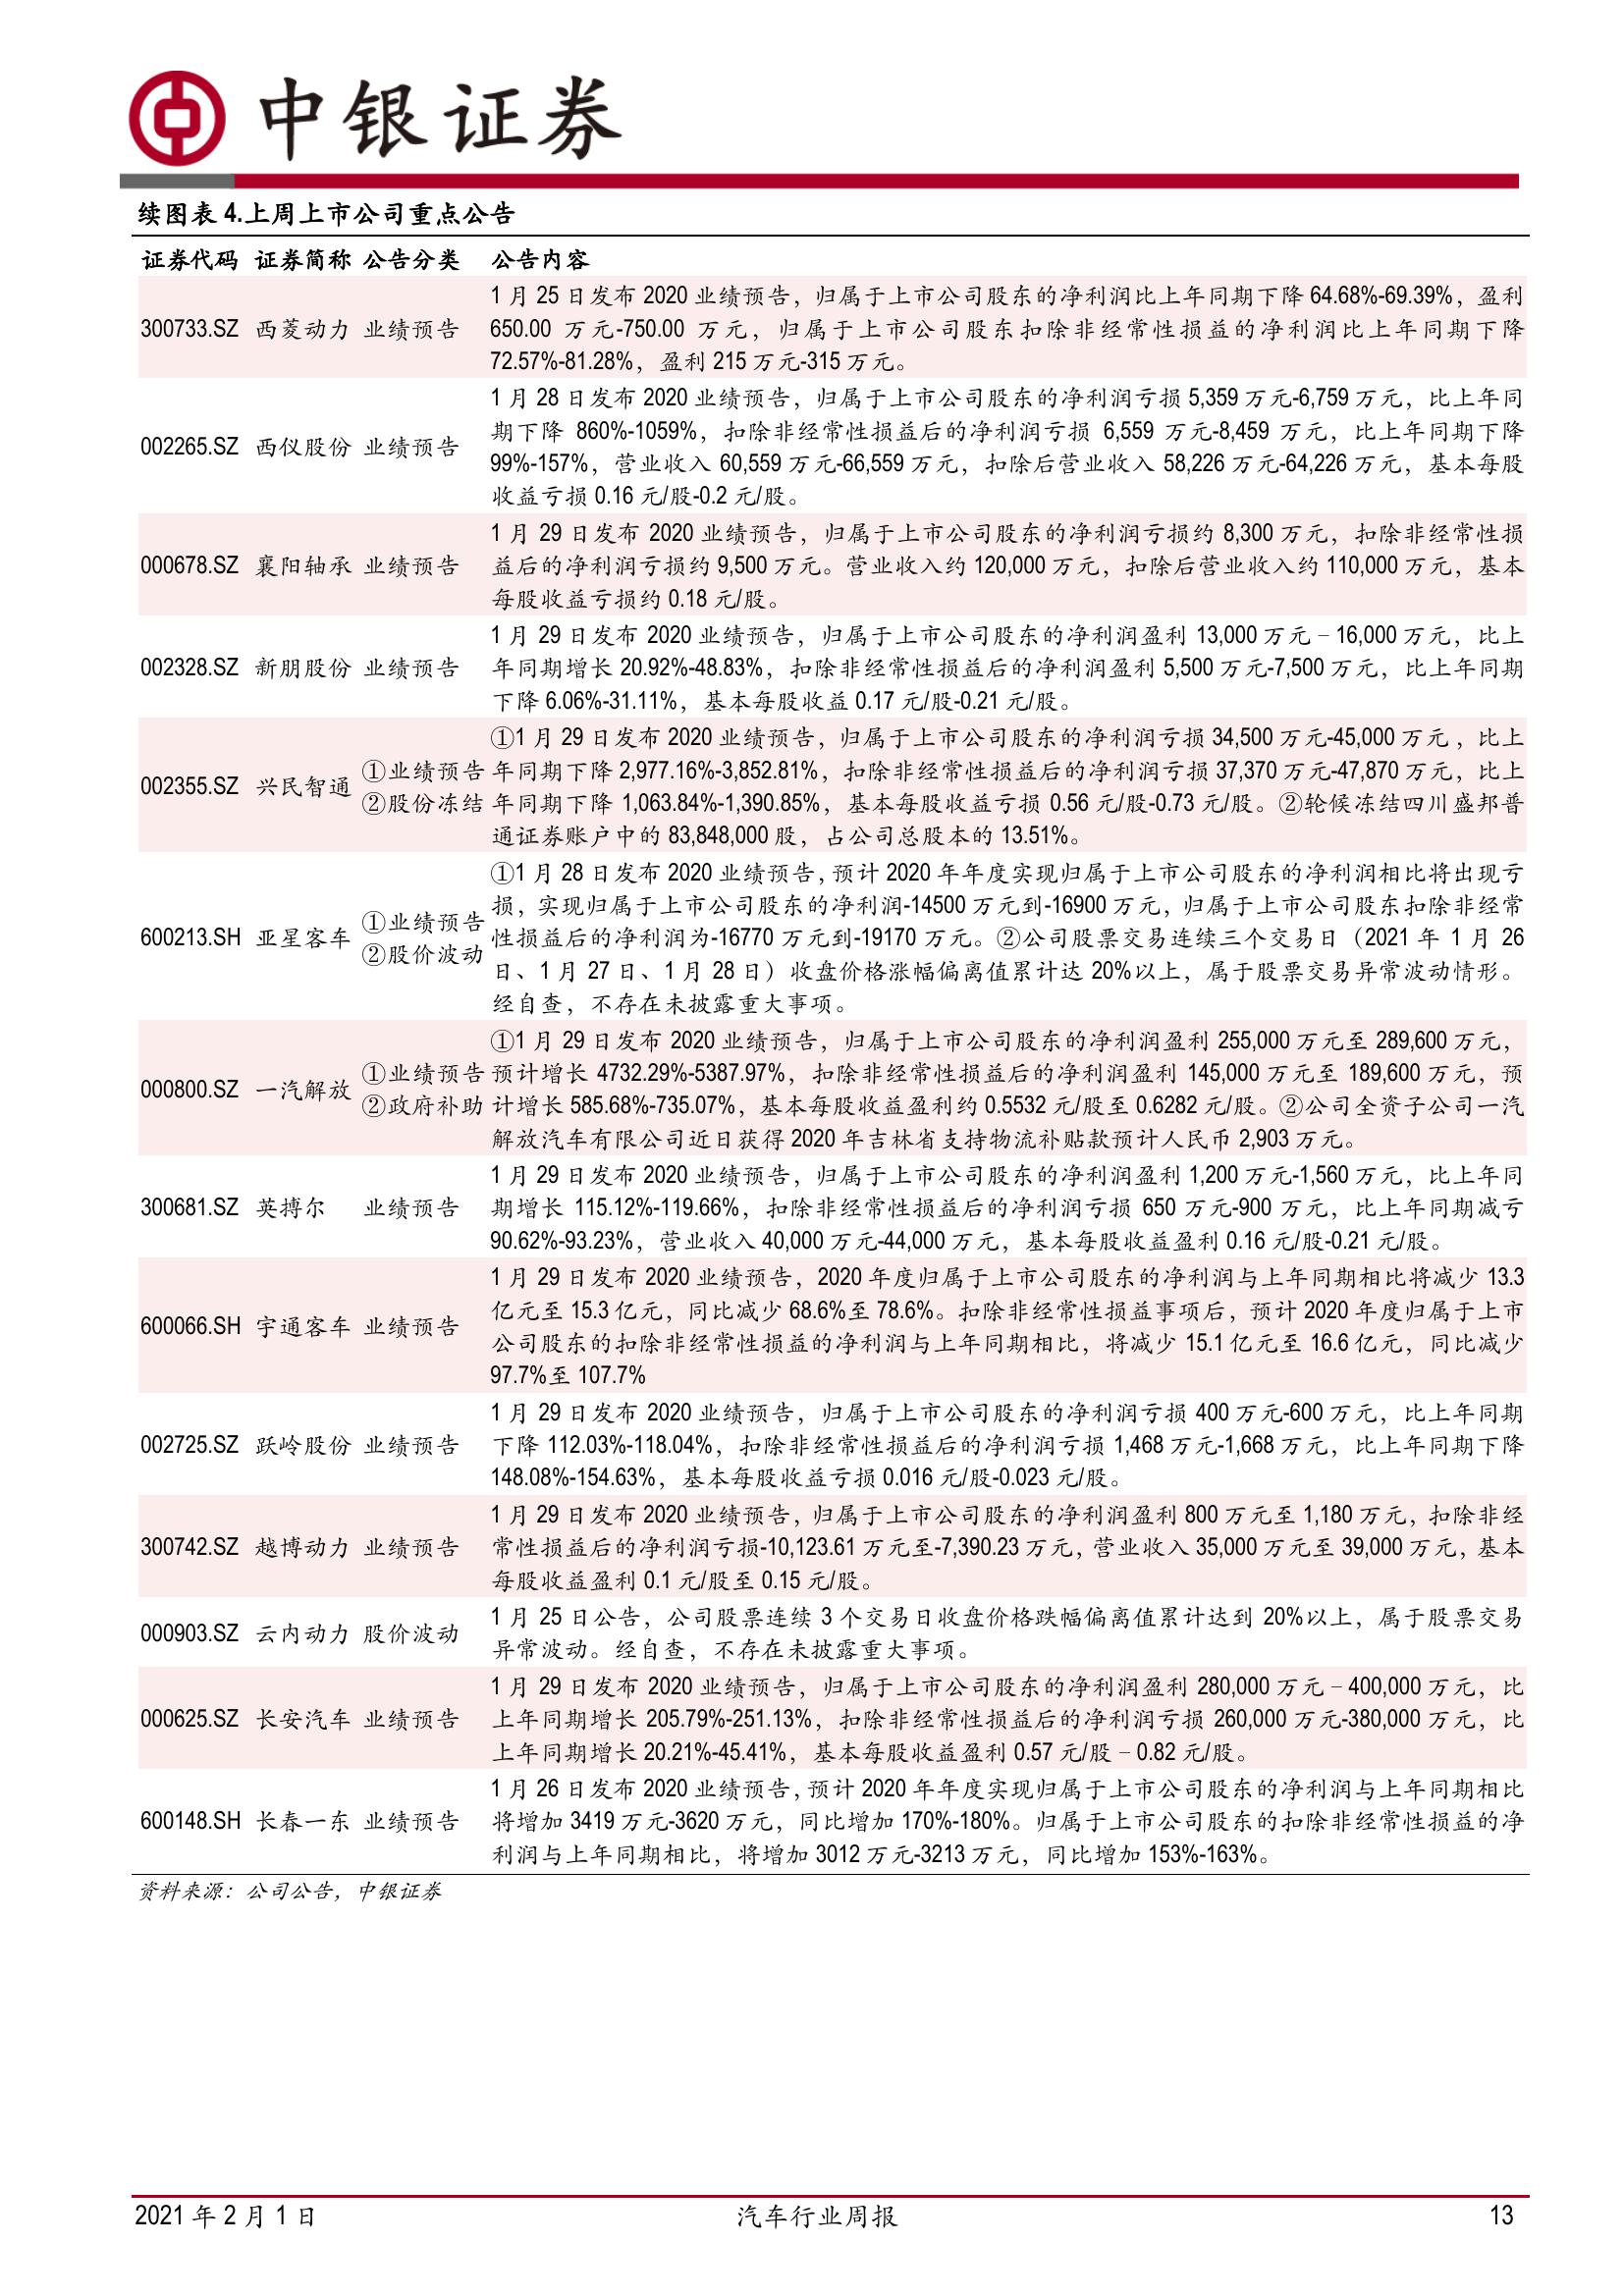 中银证券
续图表 4.上周上市公司重点公告
证券代码 证券简称 公告分类 公告内容
1 月 25 日发布 2020 业绩预告，归属于上市公司股东的净利润比上年同期下降 64.68%-69.39%，盈利
300733.SZ 西菱动力 业绩预告 650.00 万元-750.00 万元，归属于上市公司股东扣除非经常性损益的净利润比上年同期下降
72.57%-81.28%，盈利 215 万元-315 万元。
1 月 28 日发布 2020 业绩预告，归属于上市公司股东的净利润亏损 5,359 万元-6,759 万元，比上年同
002265.SZ 西仪股份 业绩预告 期下降 860%-1059%，扣除非经常性损益后的净利润亏损 6,559 万元-8,459 万元，比上年同期下降
99%-157%，营业收入 60,559 万元-66,559 万元，扣除后营业收入 58,226 万元-64,226 万元，基本每股
收益亏损 0.16 元/股-0.2 元/股。
1 月 29 日发布 2020 业绩预告，归属于上市公司股东的净利润亏损约 8,300 万元，扣除非经常性损
000678.SZ 襄阳轴承 业绩预告 益后的净利润亏损约 9,500 万元。营业收入约 120,000 万元，扣除后营业收入约 110,000 万元，基本
每股收益亏损约 0.18 元/股。
1 月 29 日发布 2020 业绩预告，归属于上市公司股东的净利润盈利 13,000 万元 – 16,000 万元，比上
002328.SZ 新朋股份 业绩预告 年同期增长 20.92%-48.83%，扣除非经常性损益后的净利润盈利 5,500 万元-7,500 万元，比上年同期
下降 6.06%-31.11%，基本每股收益 0.17 元/股-0.21 元/股。
①1 月 29 日发布 2020 业绩预告，归属于上市公司股东的净利润亏损 34,500 万元-45,000 万元，比上
002355.SZ 兴民智通 ①业绩预告 年同期下降 2,977.16%-3,852.81%，扣除非经常性损益后的净利润亏损 37,370 万元-47,870 万元，比上
②股份冻结 年同期下降 1,063.84%-1,390.85%，基本每股收益亏损 0.56 元/股-0.73 元/股。②轮候冻结四川盛邦普
通证券账户中的 83,848,000 股，占公司总股本的 13.51%。
①1 月 28 日发布 2020 业绩预告，预计 2020 年年度实现归属于上市公司股东的净利润相比将出现亏
①业绩预告 损，实现归属于上市公司股东的净利润-14500 万元到-16900 万元，归属于上市公司股东扣除非经常
600213.SH 亚星客车 ②股价波动 性损益后的净利润为-16770 万元到-19170 万元。②公司股票交易连续三个交易日（2021 年 1 月 26
日、1 月 27 日、1 月 28 日）收盘价格涨幅偏离值累计达 20%以上，属于股票交易异常波动情形。
经自查，不存在未披露重大事项。
①1 月 29 日发布 2020 业绩预告，归属于上市公司股东的净利润盈利 255,000 万元至 289,600 万元，
000800.SZ 一汽解放 ①业绩预告 预计增长 4732.29%-5387.97%，扣除非经常性损益后的净利润盈利 145,000 万元至 189,600 万元，预
②政府补助 计增长 585.68%-735.07%，基本每股收益盈利约 0.5532 元/股至 0.6282 元/股。②公司全资子公司一汽
解放汽车有限公司近日获得 2020 年吉林省支持物流补贴款预计人民币 2,903 万元。
1 月 29 日发布 2020 业绩预告，归属于上市公司股东的净利润盈利 1,200 万元-1,560 万元，比上年同
300681.SZ 英搏尔 业绩预告 期增长 115.12%-119.66%，扣除非经常性损益后的净利润亏损 650 万元-900 万元，比上年同期减亏
90.62%-93.23%，营业收入 40,000 万元-44,000 万元，基本每股收益盈利 0.16 元/股-0.21 元/股。
1 月 29 日发布 2020 业绩预告，2020 年度归属于上市公司股东的净利润与上年同期相比将减少 13.3
600066.SH 宇通客车 业绩预告 亿元至 15.3 亿元，同比减少 68.6%至 78.6%。扣除非经常性损益事项后，预计 2020 年度归属于上市
公司股东的扣除非经常性损益的净利润与上年同期相比，将减少 15.1 亿元至 16.6 亿元，同比减少
97.7%至 107.7%
1 月 29 日发布 2020 业绩预告，归属于上市公司股东的净利润亏损 400 万元-600 万元，比上年同期
002725.SZ 跃岭股份 业绩预告 下降 112.03%-118.04%，扣除非经常性损益后的净利润亏损 1,468 万元-1,668 万元，比上年同期下降
148.08%-154.63%，基本每股收益亏损 0.016 元/股-0.023 元/股。
1 月 29 日发布 2020 业绩预告，归属于上市公司股东的净利润盈利 800 万元至 1,180 万元，扣除非经
300742.SZ 越博动力 业绩预告 常性损益后的净利润亏损-10,123.61 万元至-7,390.23 万元，营业收入 35,000 万元至 39,000 万元，基本
每股收益盈利 0.1 元/股至 0.15 元/股。
000903.SZ 云内动力 股价波动 1 月 25 日公告，公司股票连续 3 个交易日收盘价格跌幅偏离值累计达到 20%以上，属于股票交易
异常波动。经自查，不存在未披露重大事项。
1 月 29 日发布 2020 业绩预告，归属于上市公司股东的净利润盈利 280,000 万元 – 400,000 万元，比
000625.SZ 长安汽车 业绩预告 上年同期增长 205.79%-251.13%，扣除非经常性损益后的净利润亏损 260,000 万元-380,000 万元，比
上年同期增长 20.21%-45.41%，基本每股收益盈利 0.57 元/股 – 0.82 元/股。
1 月 26 日发布 2020 业绩预告，预计 2020 年年度实现归属于上市公司股东的净利润与上年同期相比
600148.SH 长春一东 业绩预告 将增加 3419 万元-3620 万元，同比增加 170%-180%。归属于上市公司股东的扣除非经常性损益的净
利润与上年同期相比，将增加 3012 万元-3213 万元，同比增加 153%-163%。
资料来源：公司公告，中银证券
2021 年 2 月 1 日 汽车行业周报 13